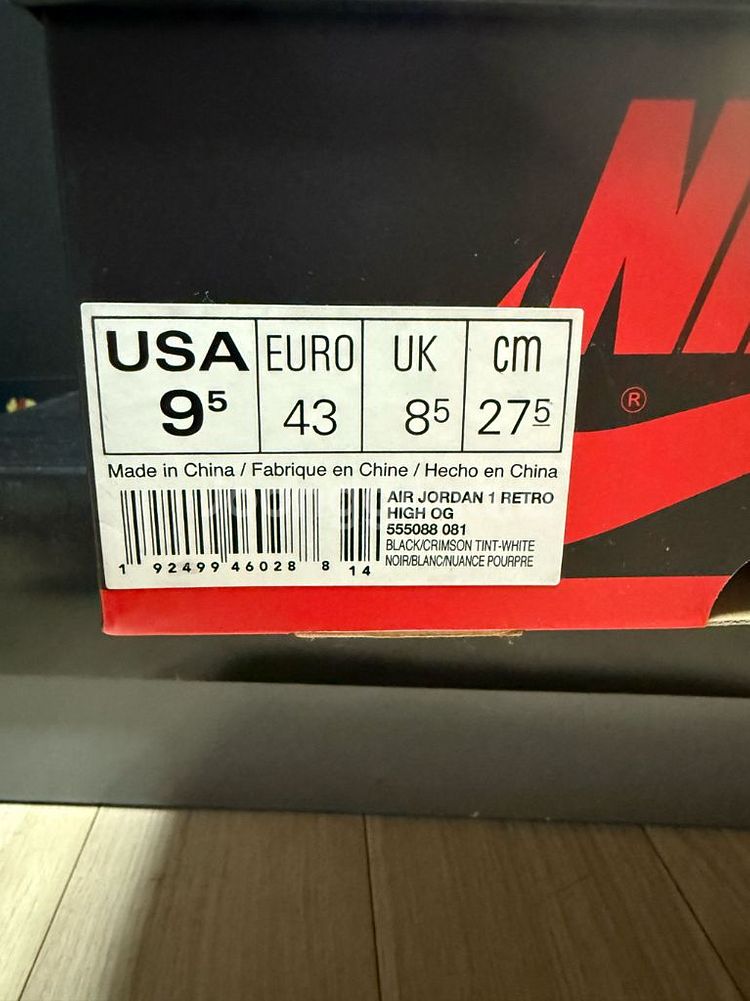 USA EURO UK cm
9⁵ 43 8⁵ 27⁵
®
Made in China / Fabrique en Chine / Hecho en China
AIR JORDAN 1 RETRO
HIGH OG
555088 081
BLACK/CRIMSON TINT-WHITE
NOIR/BLANC/NUANCE POURPRE
1 92499 46028 8 14